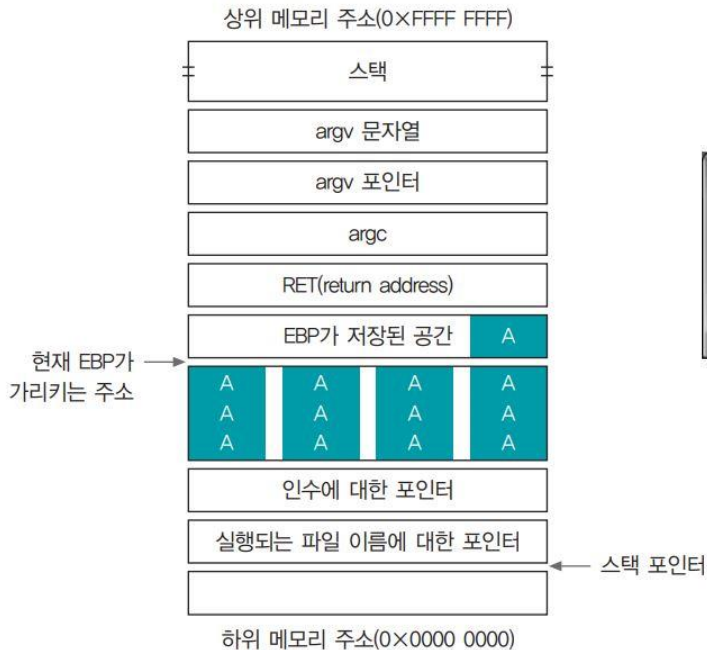 상위 메모리 주소(0×FFFF FFFF)
스택
argv 문자열
argv 포인터
argc
RET(return address)
EBP가 저장된 공간 A
현재 EBP가
가리키는 주소
A A A A
A A A A
A A A A
인수에 대한 포인터
실행되는 파일 이름에 대한 포인터
스택 포인터
하위 메모리 주소(0×0000 0000)